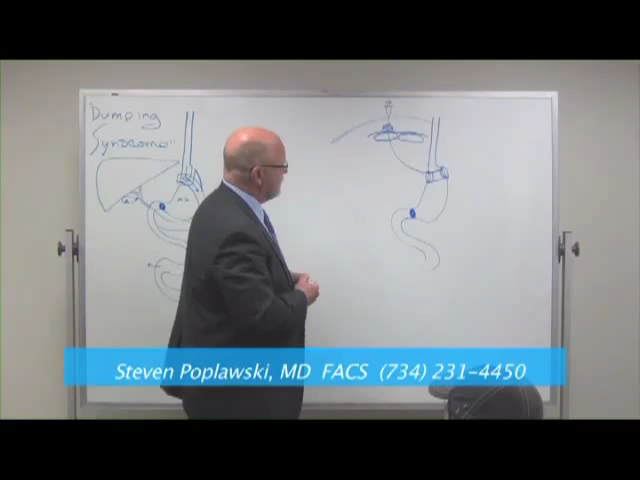 "Dumping
Syndrome"
Steven Poplawski, MD FACS (734) 231-4450